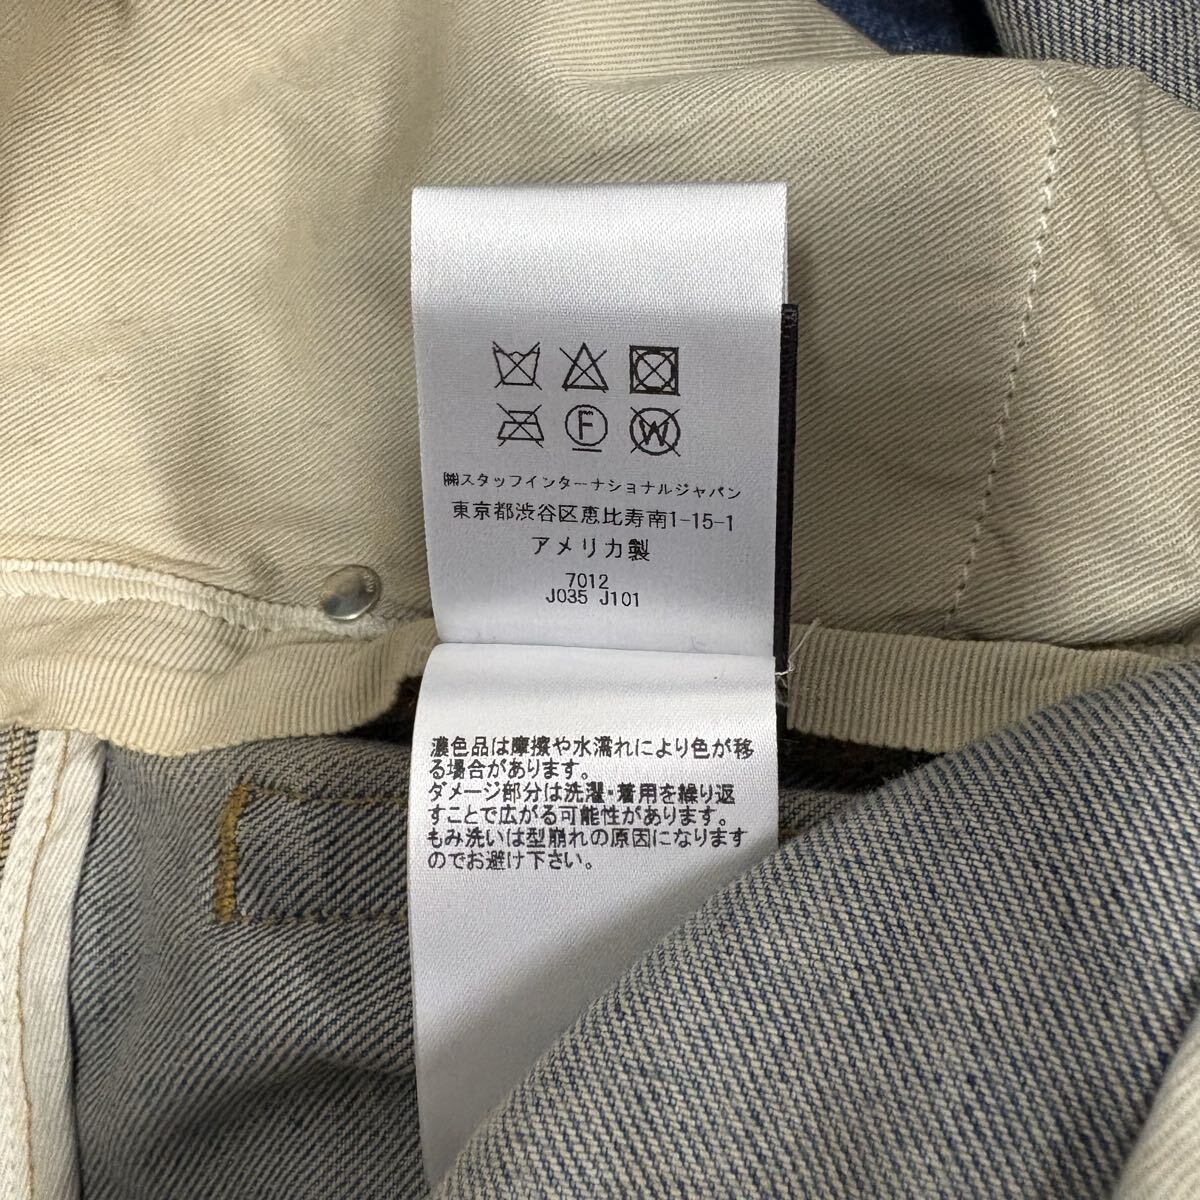 F
W
㈱スタッフインターナショナルジャパン
東京都渋谷区恵比寿南1-15-1
アメリカ製
7012
J035 J101
濃色品は摩擦や水濡れにより色が移
る場合があります。
ダメージ部分は洗濯・着用を繰り返
すことで広がる可能性があります。
もみ洗いは型崩れの原因になります
のでお避け下さい。